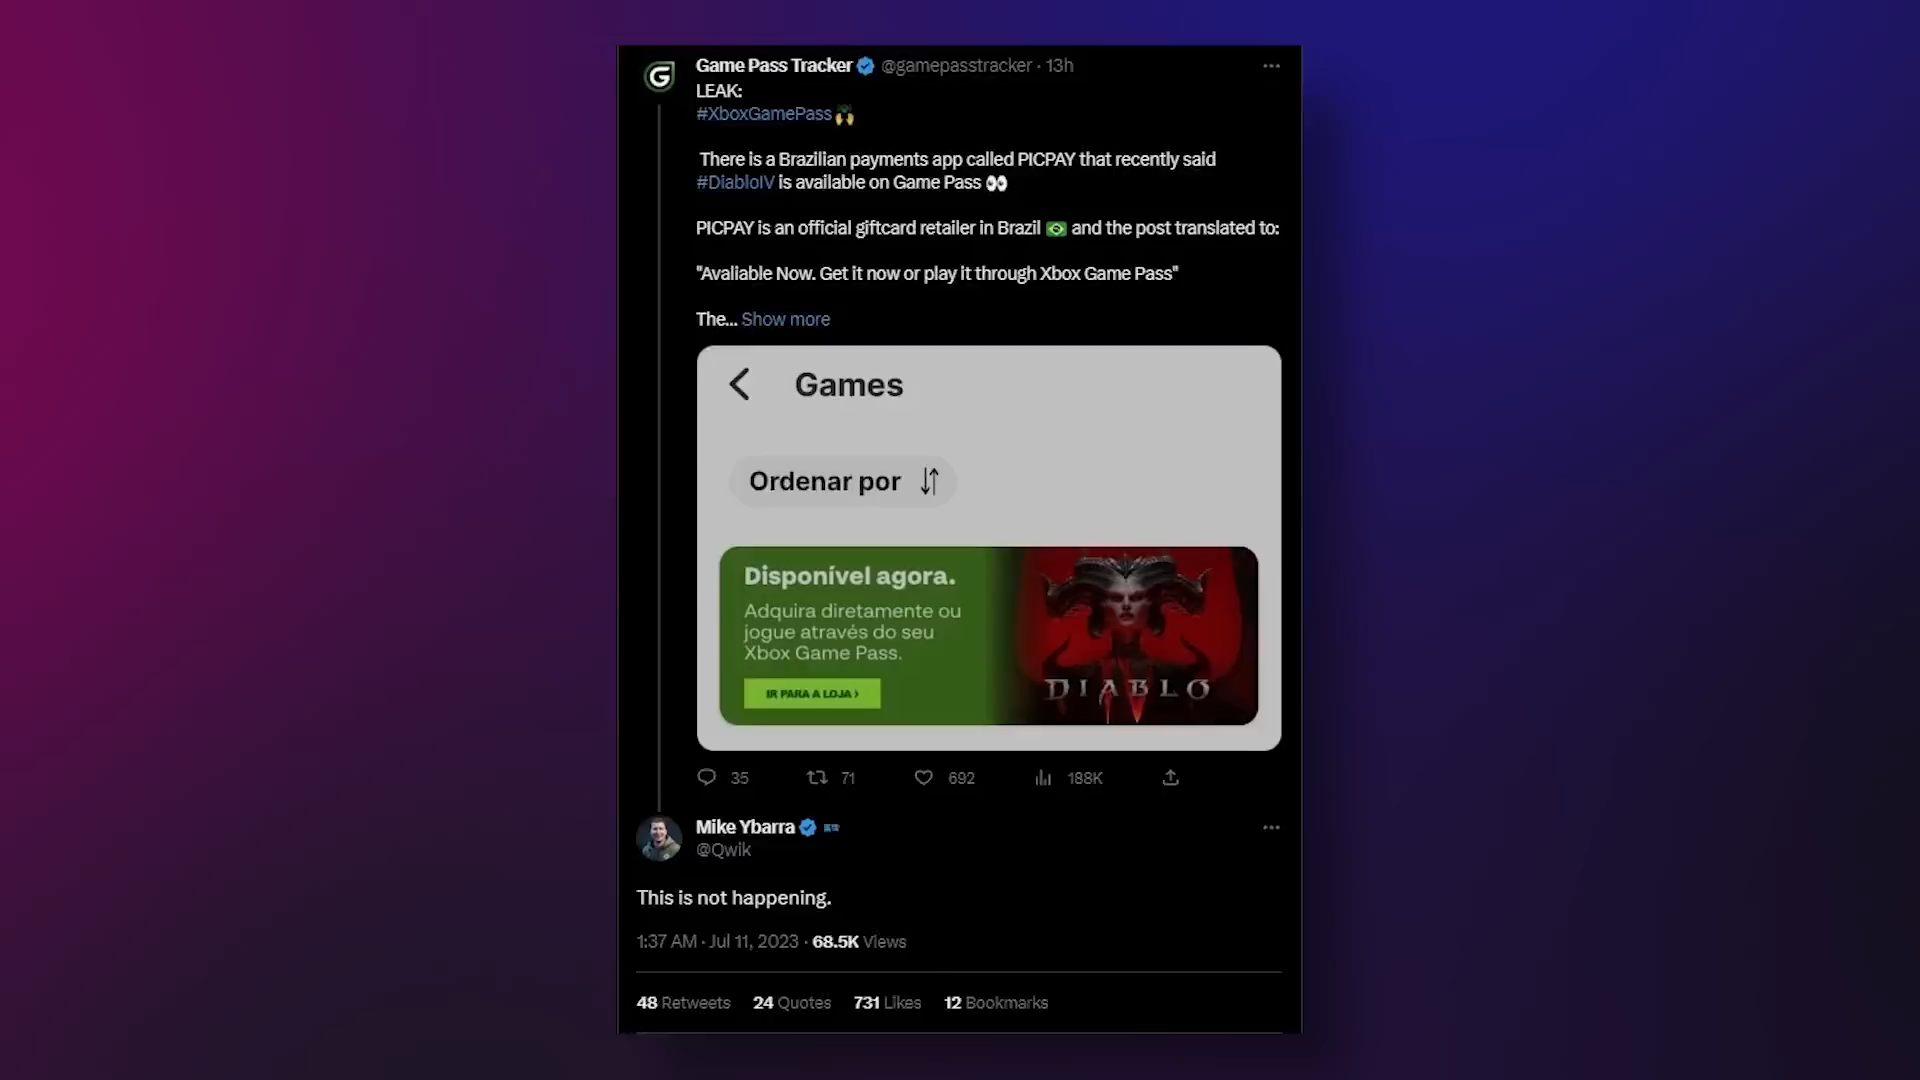 G
Game Pass Tracker @gamepasstracker · 13h
LEAK:
#XboxGamePass
There is a Brazilian payments app called PICPAY that recently said
#DiabloIV is available on Game Pass 👀
PICPAY is an official giftcard retailer in Brazil 🇧🇷 and the post translated to:
"Avaliable Now. Get it now or play it through Xbox Game Pass"
The... Show more
Games
Ordenar por
Disponível agora.
Adquira diretamente ou
jogue através do seu
Xbox Game Pass.
IR PARA A LOJA ›
DIABLO
35 71 692 188K
Mike Ybarra
@Qwik
This is not happening.
1:37 AM · Jul 11, 2023 · 68.5K Views
48 Retweets 24 Quotes 731 Likes 12 Bookmarks